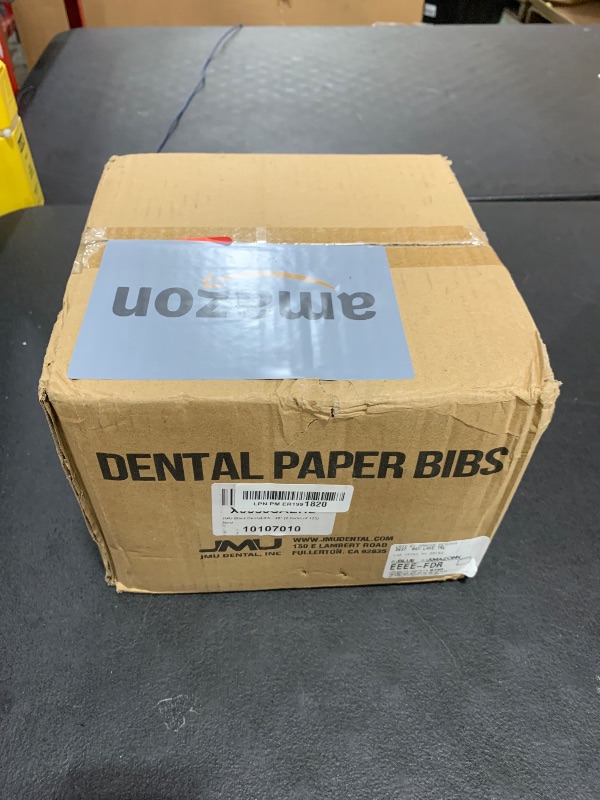 amazon
DENTAL PAPER BIBS
LPN PM ER199 1820
10107010
JMU
JMU DENTAL, INC
WWW.JMUDENTAL.COM
150 E LAMBERT ROAD
FULLERTON, CA 92835
EEEE-FDR